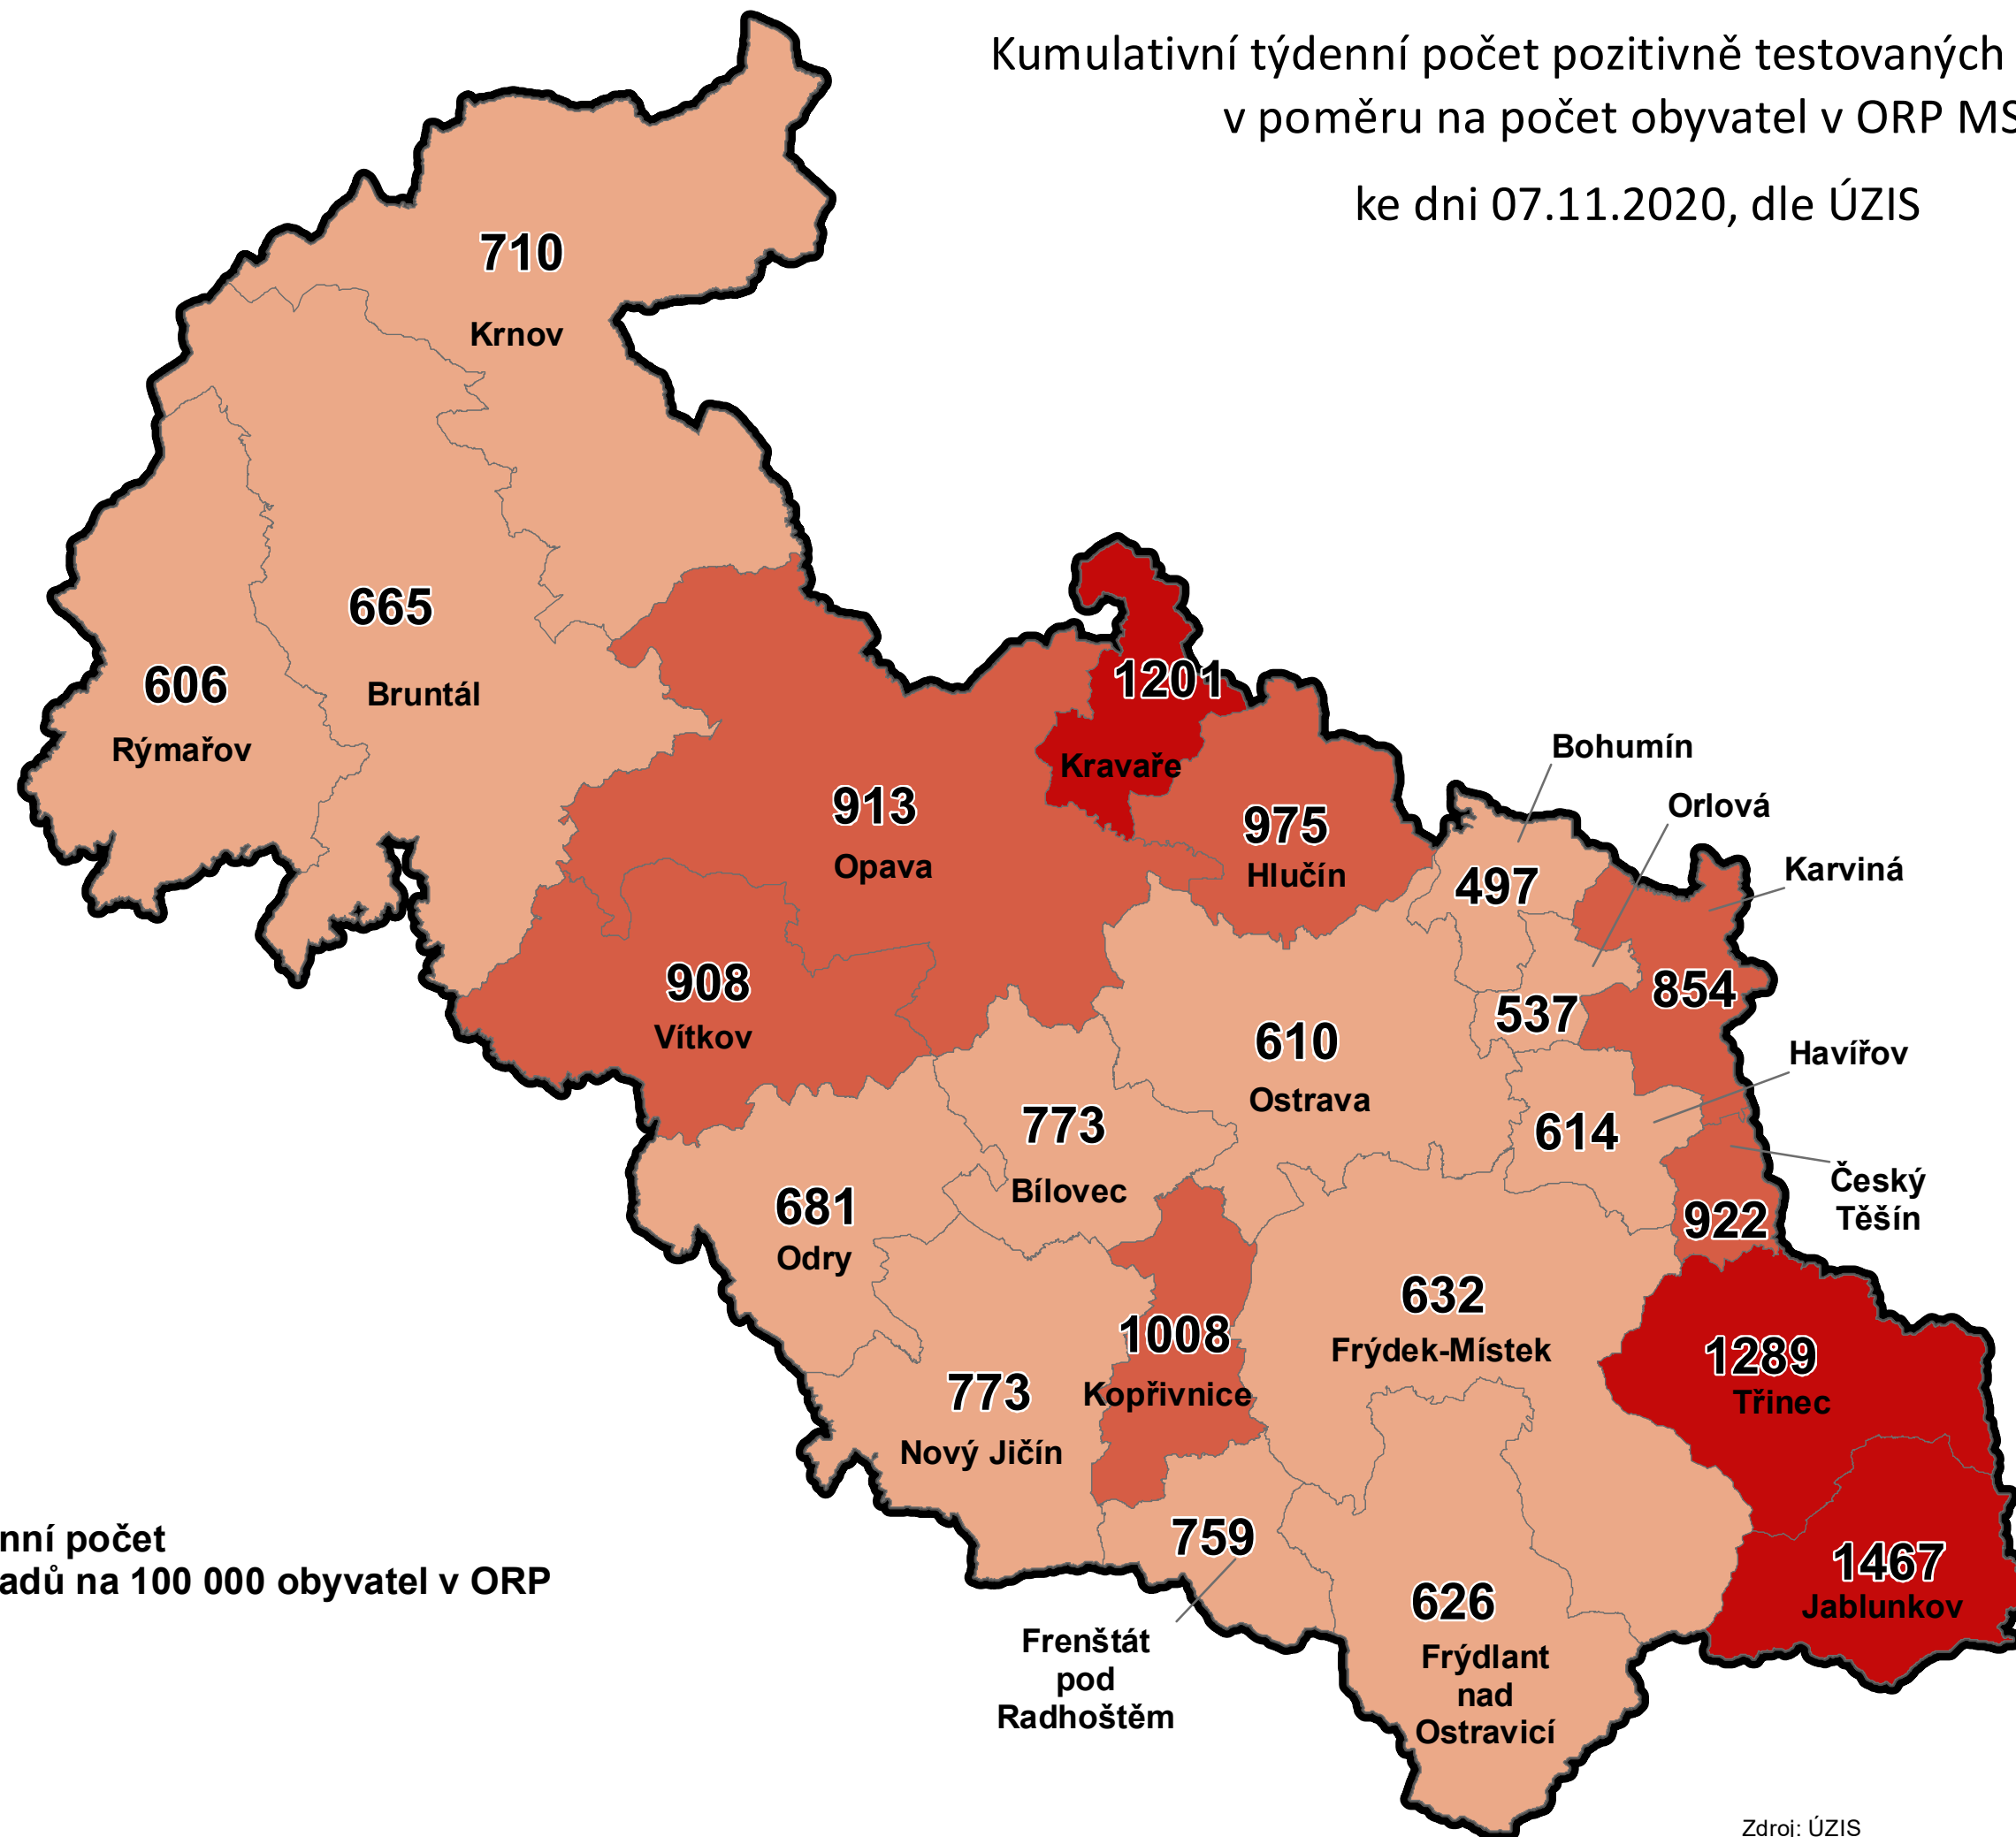 Kumulativní týdenní počet pozitivně testovaných
v poměru na počet obyvatel v ORP MS
ke dni 07.11.2020, dle ÚZIS
710
Krnov
665
Bruntál
606
Rýmařov
1201
Kravaře
913
Opava
975
Hlučín
Bohumín
497
Orlová
537
Karviná
854
908
Vítkov
610
Ostrava
Havířov
614
773
Bílovec
Český
Těšín
922
681
Odry
632
Frýdek-Místek
1008
Kopřivnice
1289
Třinec
773
Nový Jičín
759
Frenštát
pod
Radhoštěm
1467
Jablunkov
626
Frýdlant
nad
Ostravicí
nní počet
adů na 100 000 obyvatel v ORP
Zdroj: ÚZIS